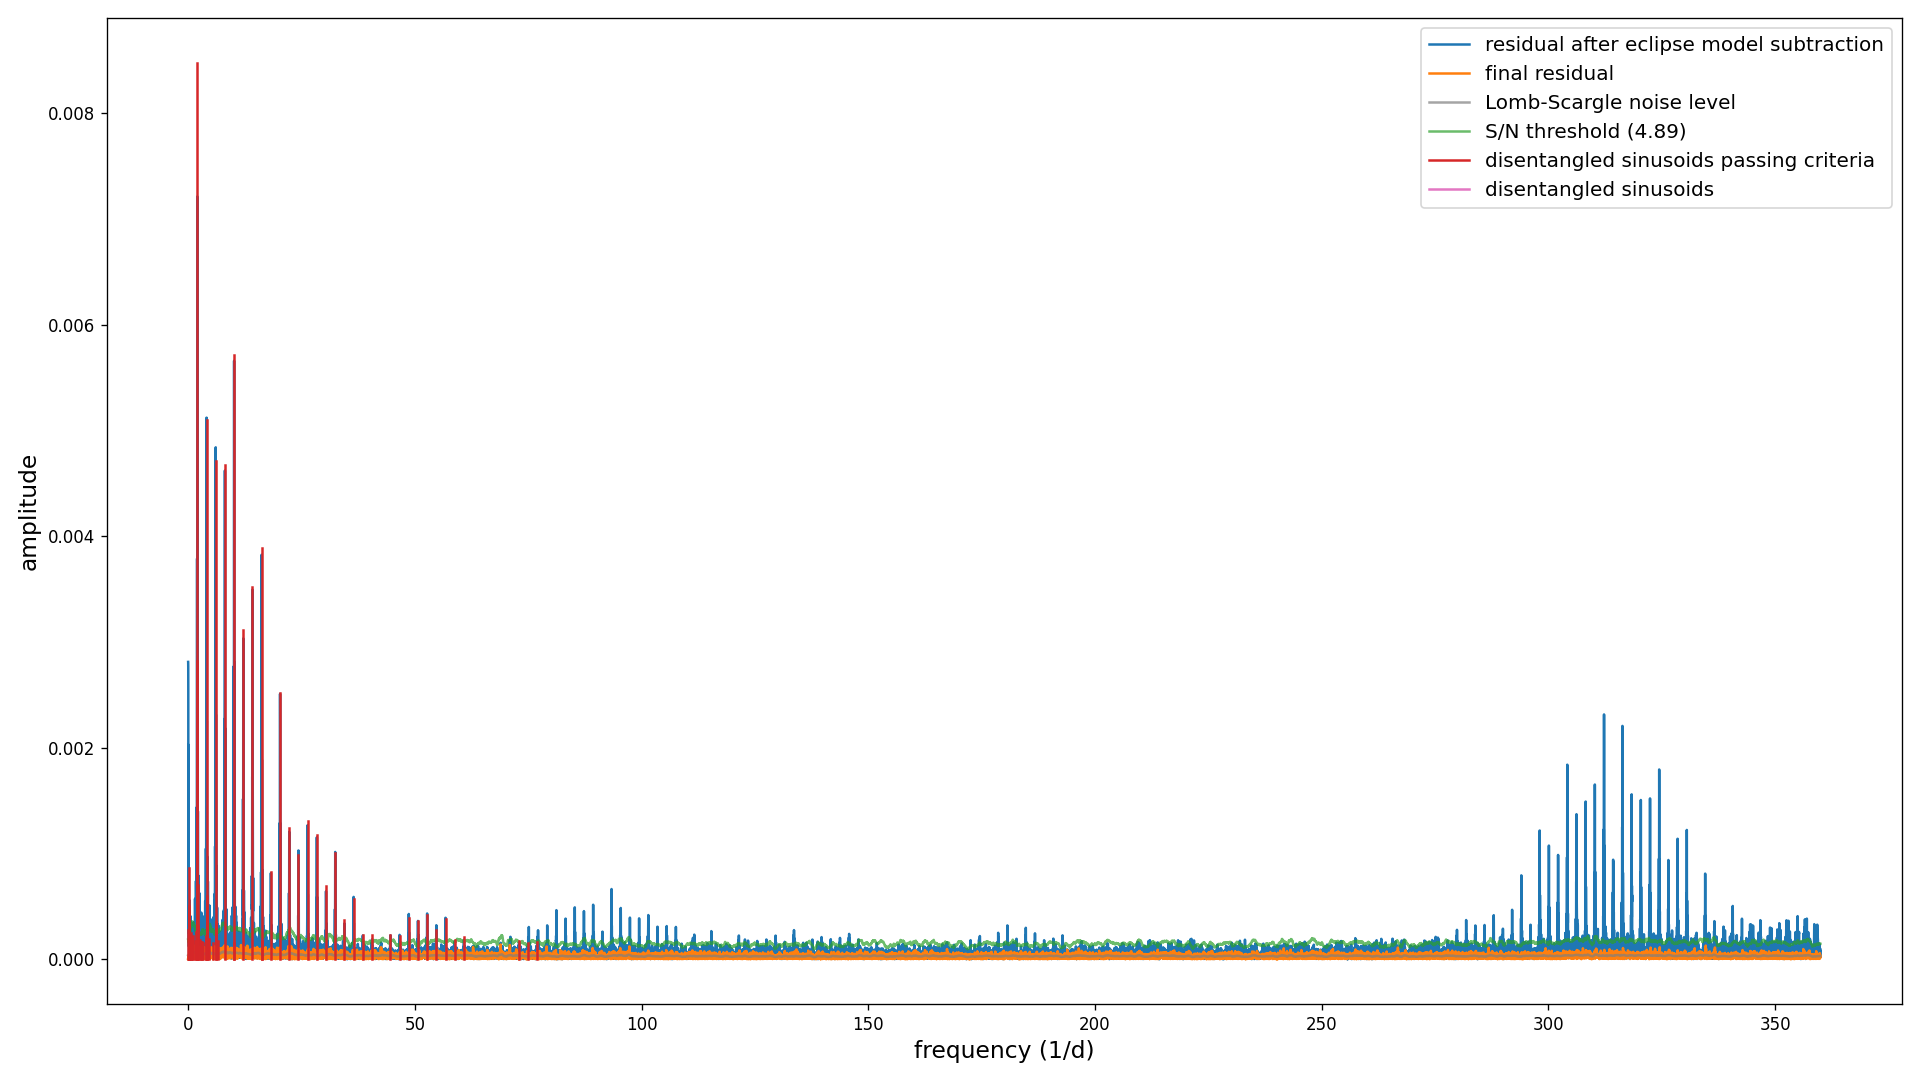 residual after eclipse model subtraction
final residual
Lomb-Scargle noise level
S/N threshold (4.89)
disentangled sinusoids passing criteria
disentangled sinusoids
amplitude
0.008
0.006
0.004
0.002
0.000
0 50 100 150 200 250 300 350
frequency (1/d)